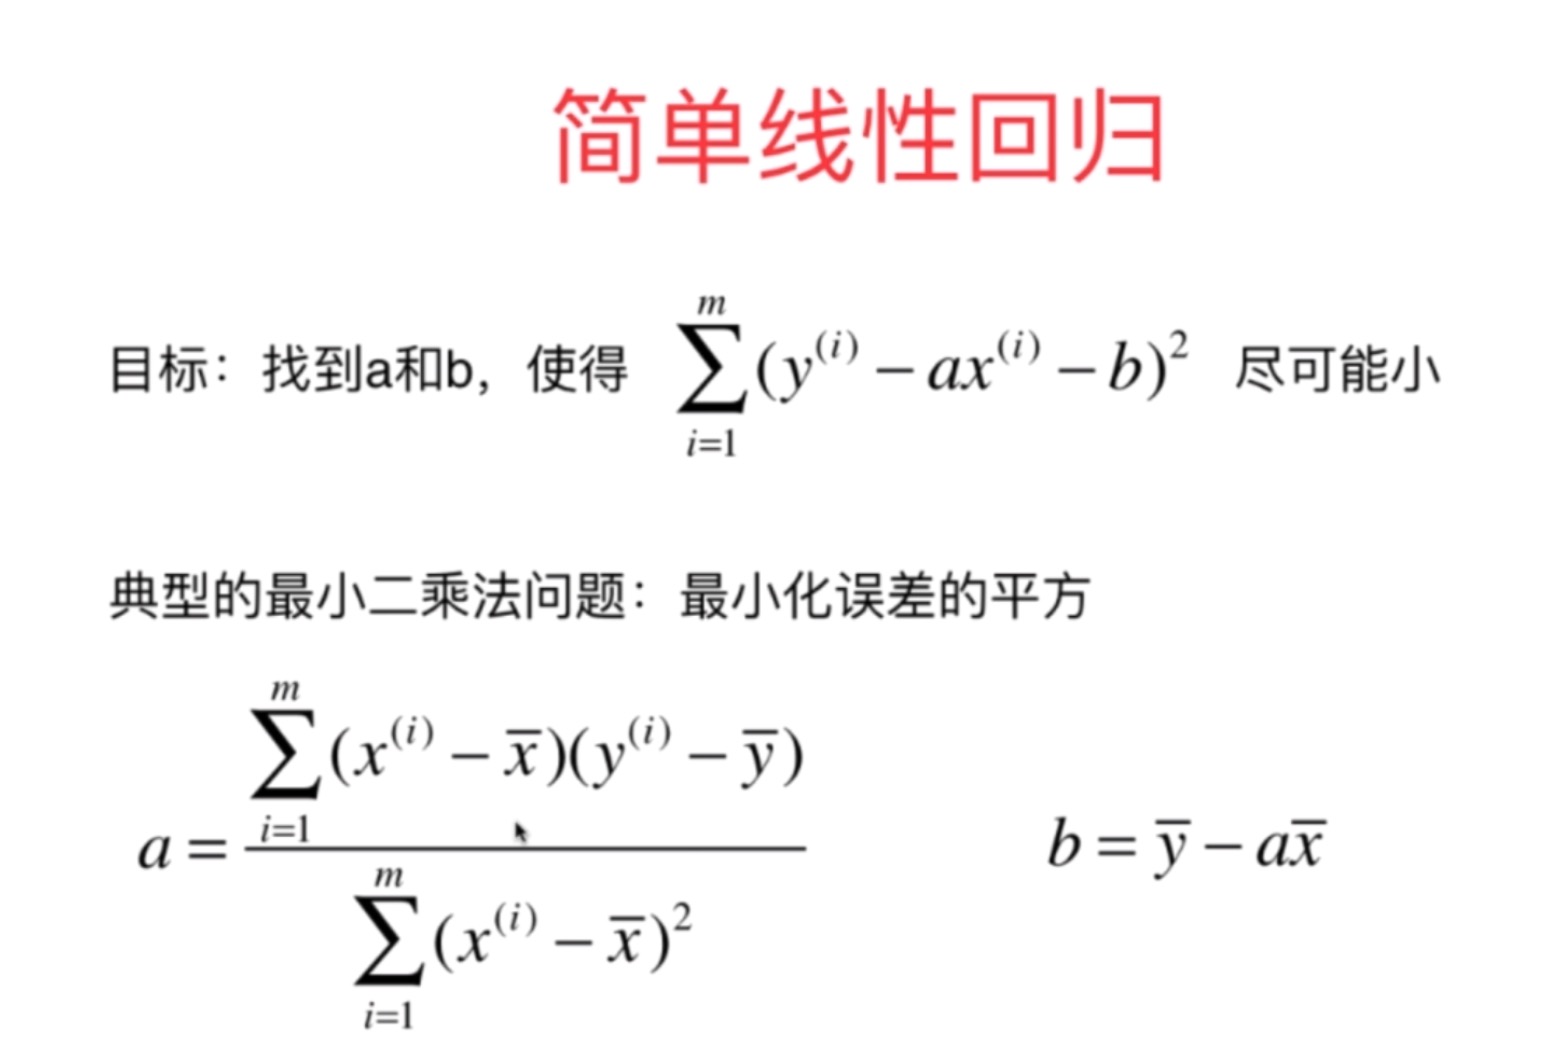 简单线性回归
目标：找到a和b，使得 $\sum_{i=1}^{m}(y^{(i)} - ax^{(i)} - b)^2$ 尽可能小
典型的最小二乘法问题：最小化误差的平方
$a = \frac{\sum_{i=1}^{m}(x^{(i)} - \overline{x})(y^{(i)} - \overline{y})}{\sum_{i=1}^{m}(x^{(i)} - \overline{x})^2}$ $b = \overline{y} - a\overline{x}$